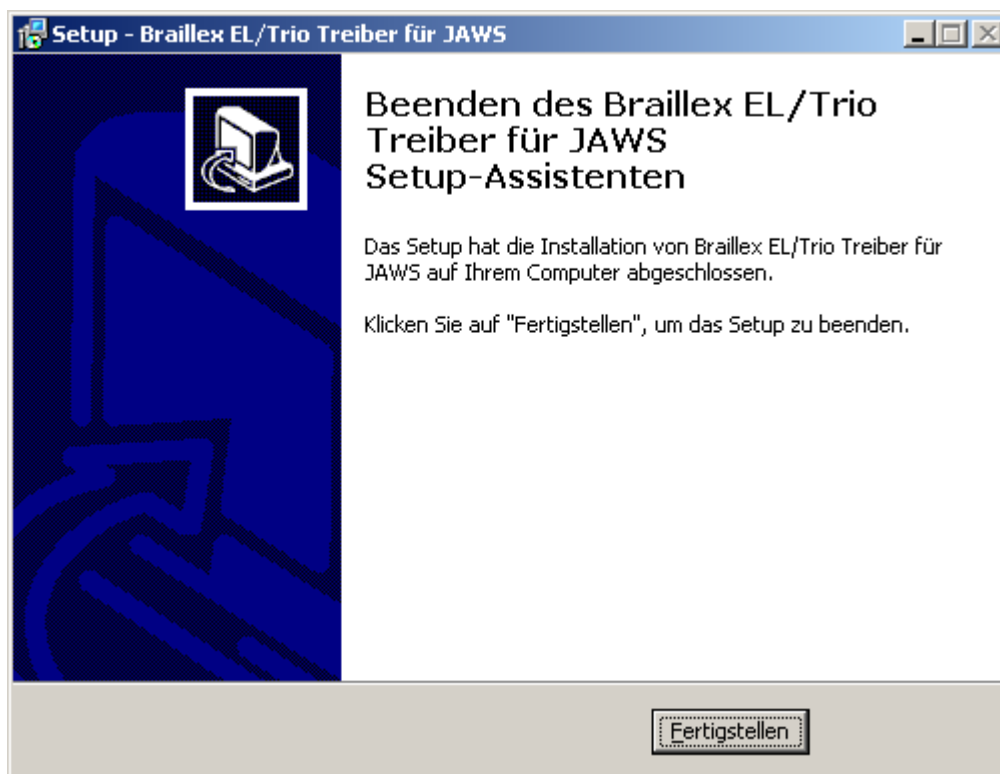 Setup - Braillex EL/Trio Treiber für JAWS
Beenden des Braillex EL/Trio
Treiber für JAWS
Setup-Assistenten
Das Setup hat die Installation von Braillex EL/Trio Treiber für
JAWS auf Ihrem Computer abgeschlossen.
Klicken Sie auf "Fertigstellen", um das Setup zu beenden.
Fertigstellen